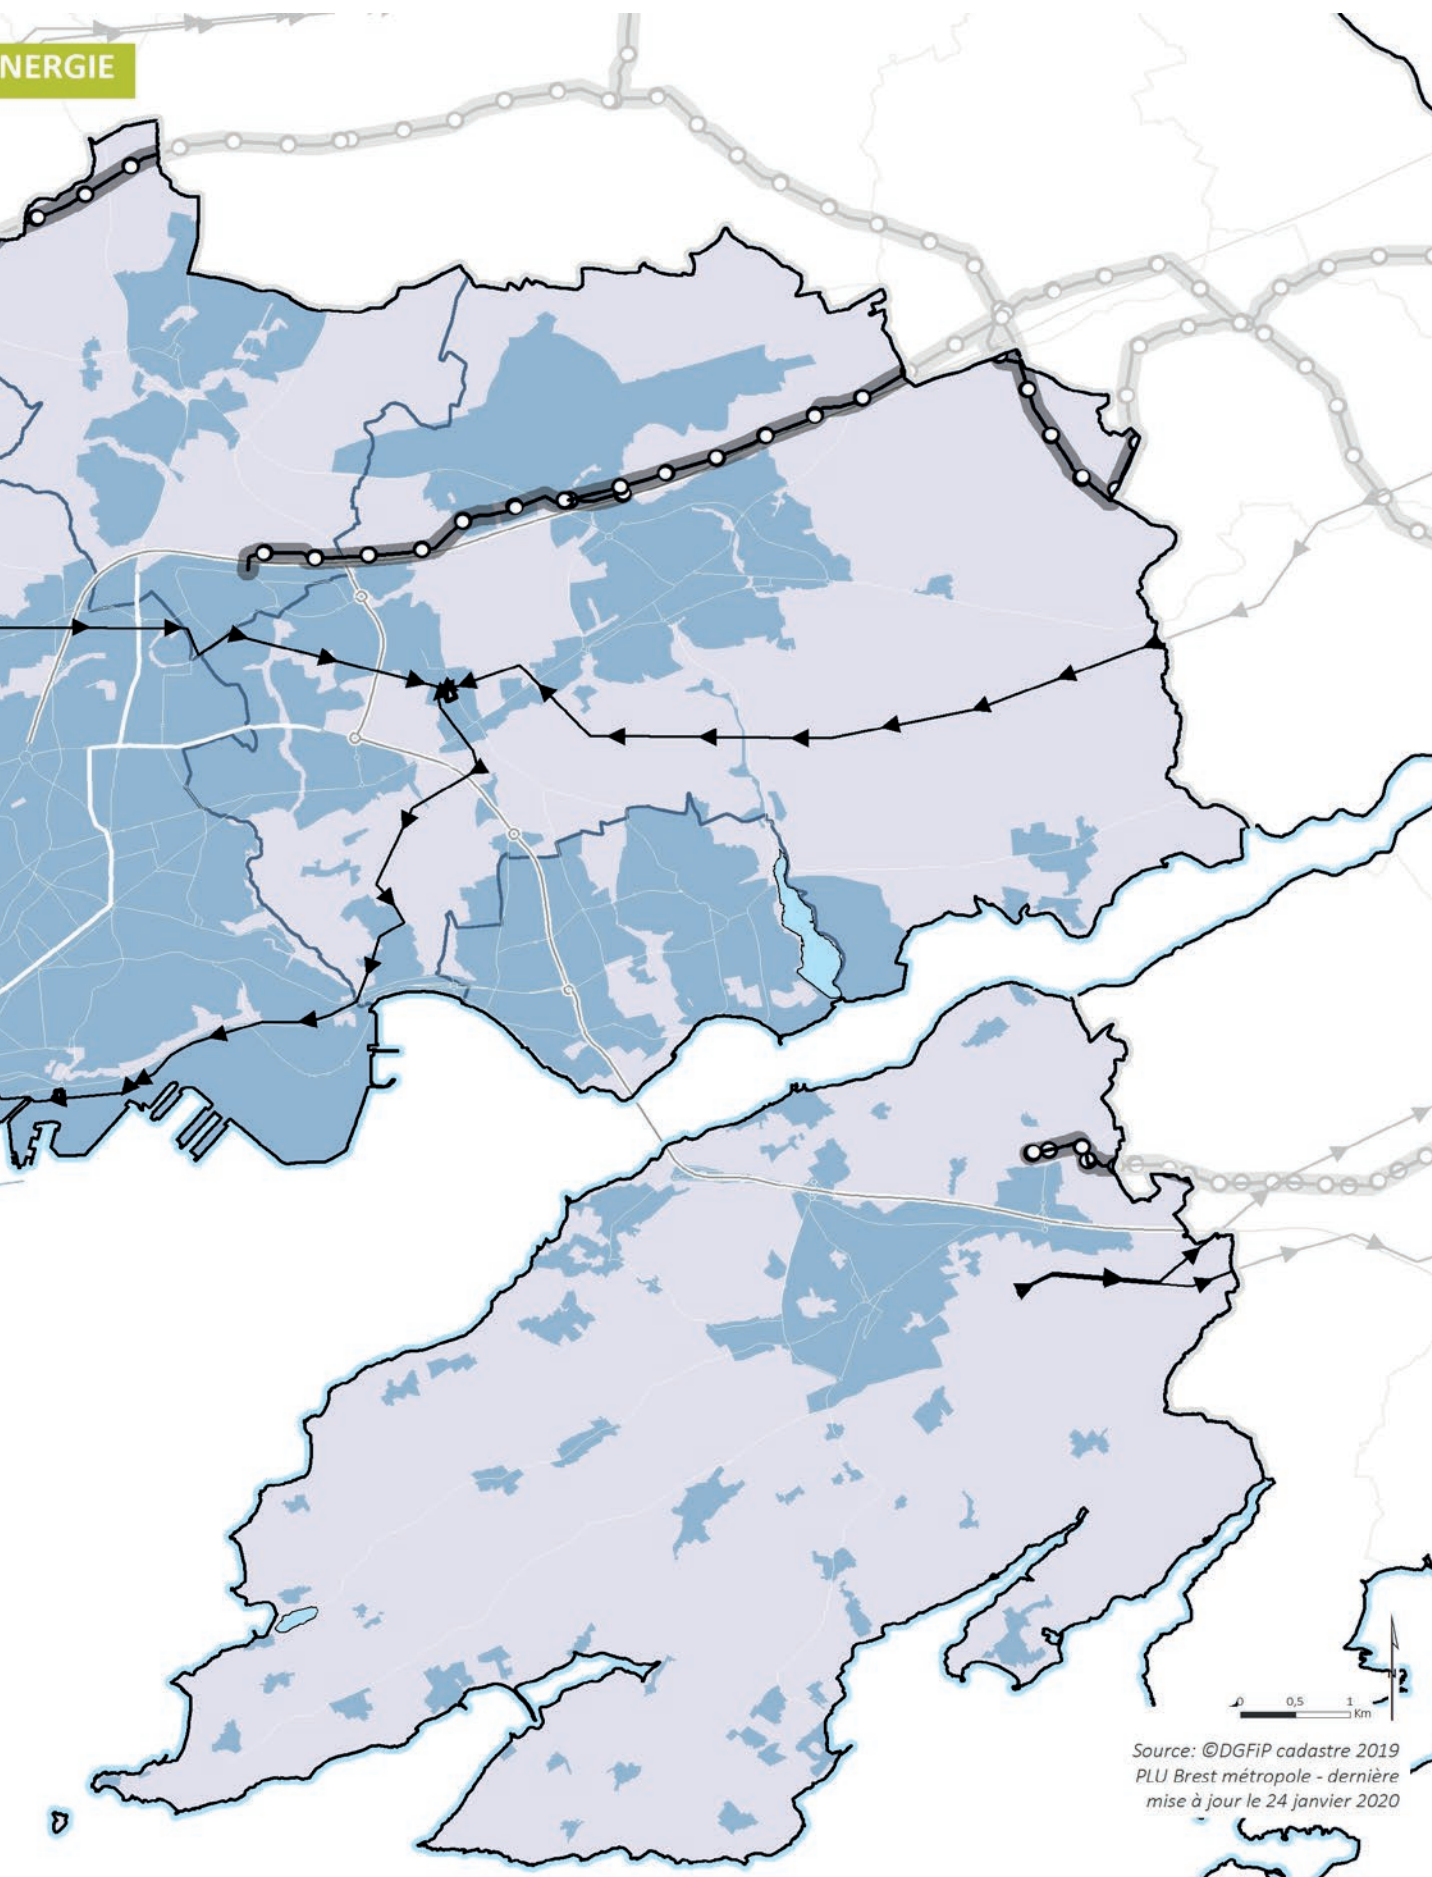 NERGIE
N
0 0,5 1
Km
Source: ©DGFiP cadastre 2019
PLU Brest métropole - dernière
mise à jour le 24 janvier 2020